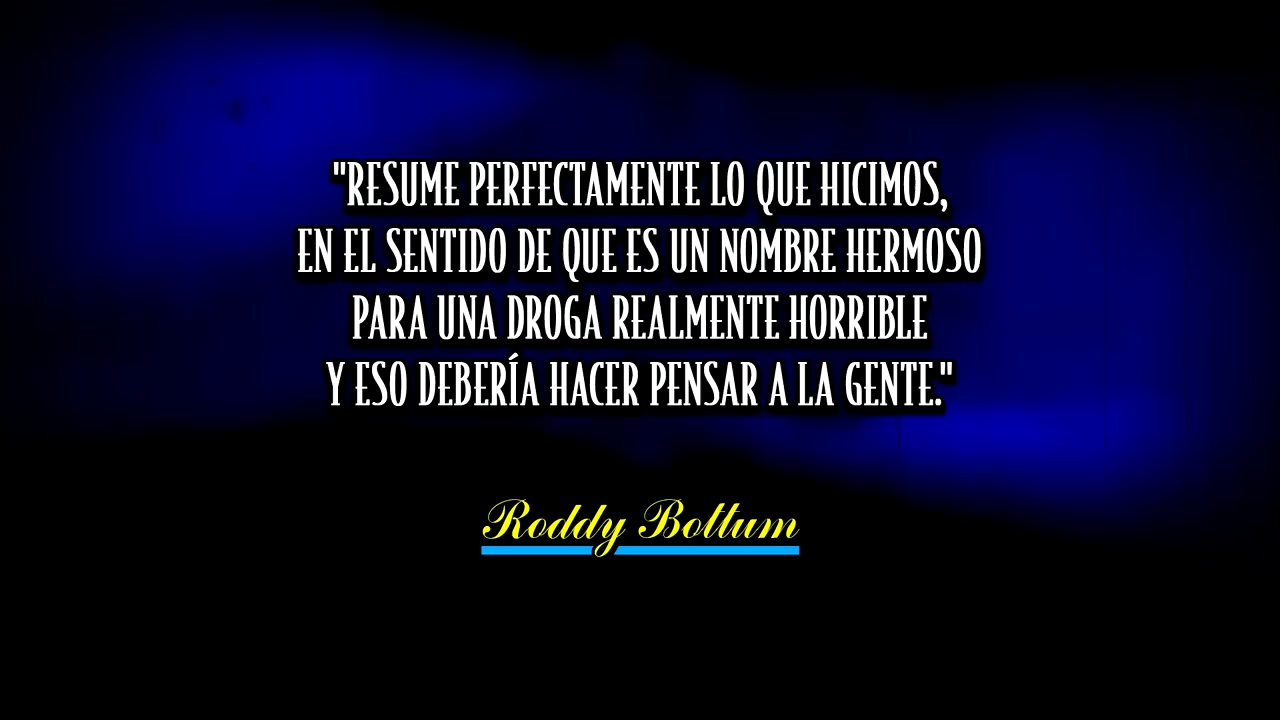 "RESUME PERFECTAMENTE LO QUE HICIMOS,
EN EL SENTIDO DE QUE ES UN NOMBRE HERMOSO
PARA UNA DROGA REALMENTE HORRIBLE
Y ESO DEBERÍA HACER PENSAR A LA GENTE."
Roddy Bottum